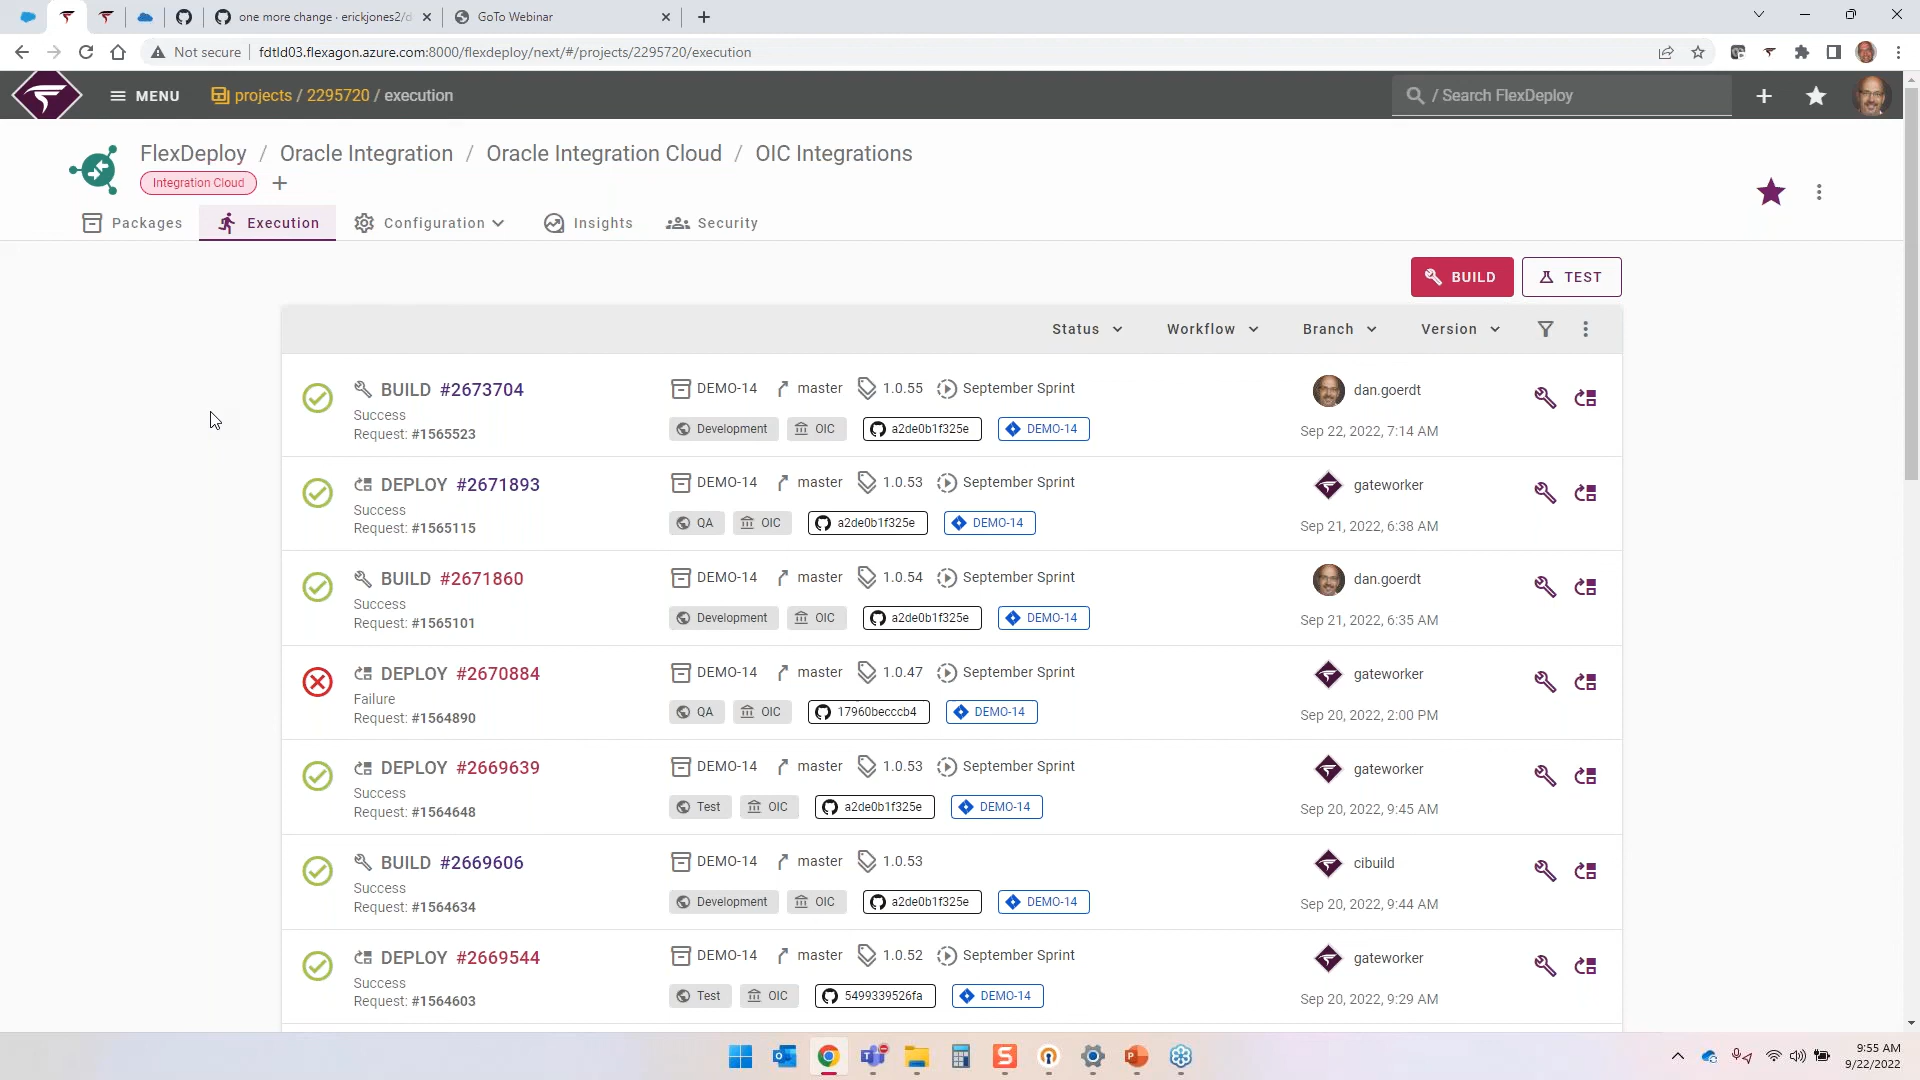 one more change · erickjones2/d
GoTo Webinar
Not secure
fdtld03.flexagon.azure.com:8000/flexdeploy/next/#/projects/2295720/execution
MENU
projects / 2295720 / execution
/ Search FlexDeploy
FlexDeploy / Oracle Integration / Oracle Integration Cloud / OIC Integrations
Integration Cloud
Packages
Execution
Configuration
Insights
Security
BUILD
TEST
Status Workflow Branch Version
BUILD #2673704 DEMO-14 master 1.0.55 September Sprint dan.goerdt
Success
Development OIC a2de0b1f325e DEMO-14
Request: #1565523 Sep 22, 2022, 7:14 AM
DEPLOY #2671893 DEMO-14 master 1.0.53 September Sprint gateworker
Success
QA OIC a2de0b1f325e DEMO-14
Request: #1565115 Sep 21, 2022, 6:38 AM
BUILD #2671860 DEMO-14 master 1.0.54 September Sprint dan.goerdt
Success
Development OIC a2de0b1f325e DEMO-14
Request: #1565101 Sep 21, 2022, 6:35 AM
DEPLOY #2670884 DEMO-14 master 1.0.47 September Sprint gateworker
Failure
QA OIC 17960becccb4 DEMO-14
Request: #1564890 Sep 20, 2022, 2:00 PM
DEPLOY #2669639 DEMO-14 master 1.0.53 September Sprint gateworker
Success
Test OIC a2de0b1f325e DEMO-14
Request: #1564648 Sep 20, 2022, 9:45 AM
BUILD #2669606 DEMO-14 master 1.0.53 cibuild
Success
Development OIC a2de0b1f325e DEMO-14
Request: #1564634 Sep 20, 2022, 9:44 AM
DEPLOY #2669544 DEMO-14 master 1.0.52 September Sprint gateworker
Success
Test OIC 5499339526fa DEMO-14
Request: #1564603 Sep 20, 2022, 9:29 AM
9:55 AM
9/22/2022